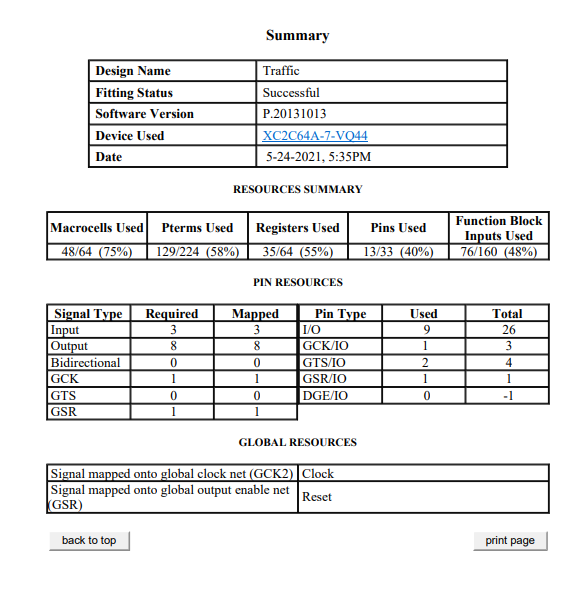 Summary
Design Name Traffic
Fitting Status Successful
Software Version P.20131013
Device Used XC2C64A-7-VQ44
Date 5-24-2021, 5:35PM
RESOURCES SUMMARY
Macrocells Used Pterms Used Registers Used Pins Used Function Block
Inputs Used
48/64 (75%) 129/224 (58%) 35/64 (55%) 13/33 (40%) 76/160 (48%)
PIN RESOURCES
Signal Type Required Mapped Pin Type Used Total
Input 3 3 I/O 9 26
Output 8 8 GCK/IO 1 3
Bidirectional 0 0 GTS/IO 2 4
GCK 1 1 GSR/IO 1 1
GTS 0 0 DGE/IO 0 -1
GSR 1 1
GLOBAL RESOURCES
Signal mapped onto global clock net (GCK2) Clock
Signal mapped onto global output enable net
(GSR) Reset
back to top print page